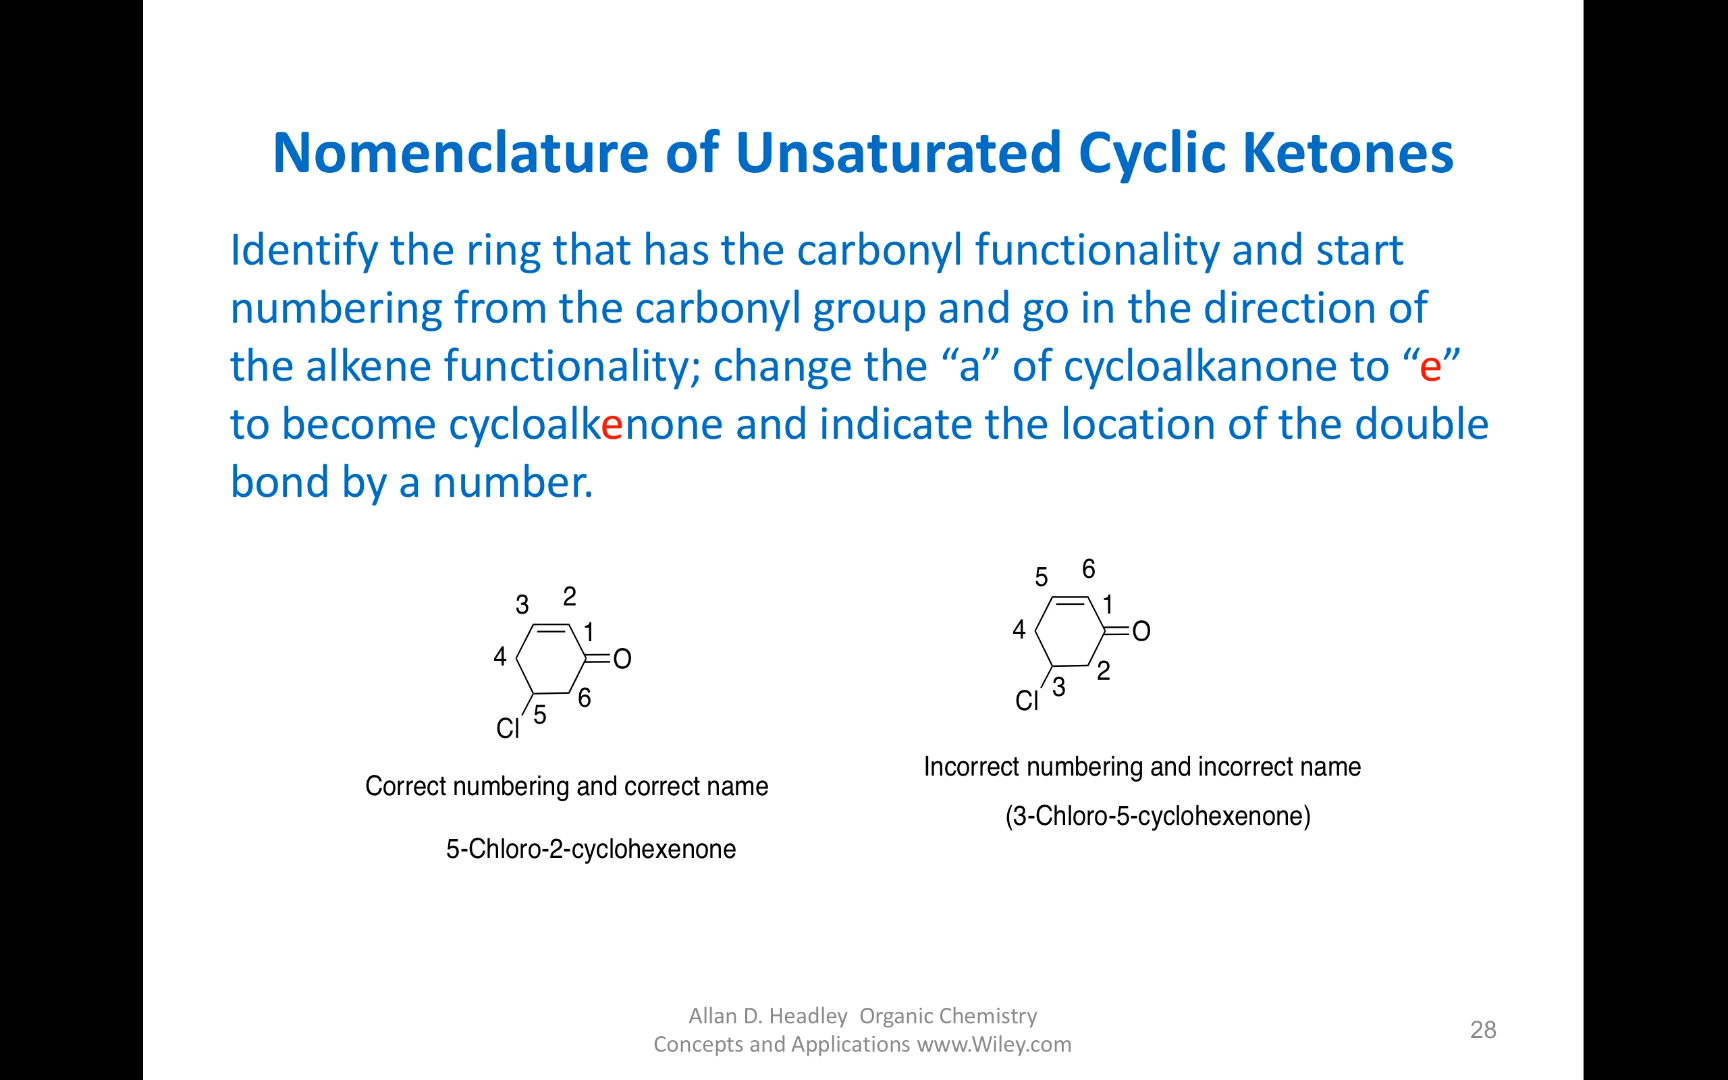 Nomenclature of Unsaturated Cyclic Ketones
Identify the ring that has the carbonyl functionality and start
numbering from the carbonyl group and go in the direction of
the alkene functionality; change the “a” of cycloalkanone to “e”
to become cycloalkenone and indicate the location of the double
bond by a number.
3 2
1
4 O
6
5
Cl
Correct numbering and correct name
5-Chloro-2-cyclohexenone
5 6
1
4 O
2
3
Cl
Incorrect numbering and incorrect name
(3-Chloro-5-cyclohexenone)
Allan D. Headley Organic Chemistry
Concepts and Applications www.Wiley.com
28